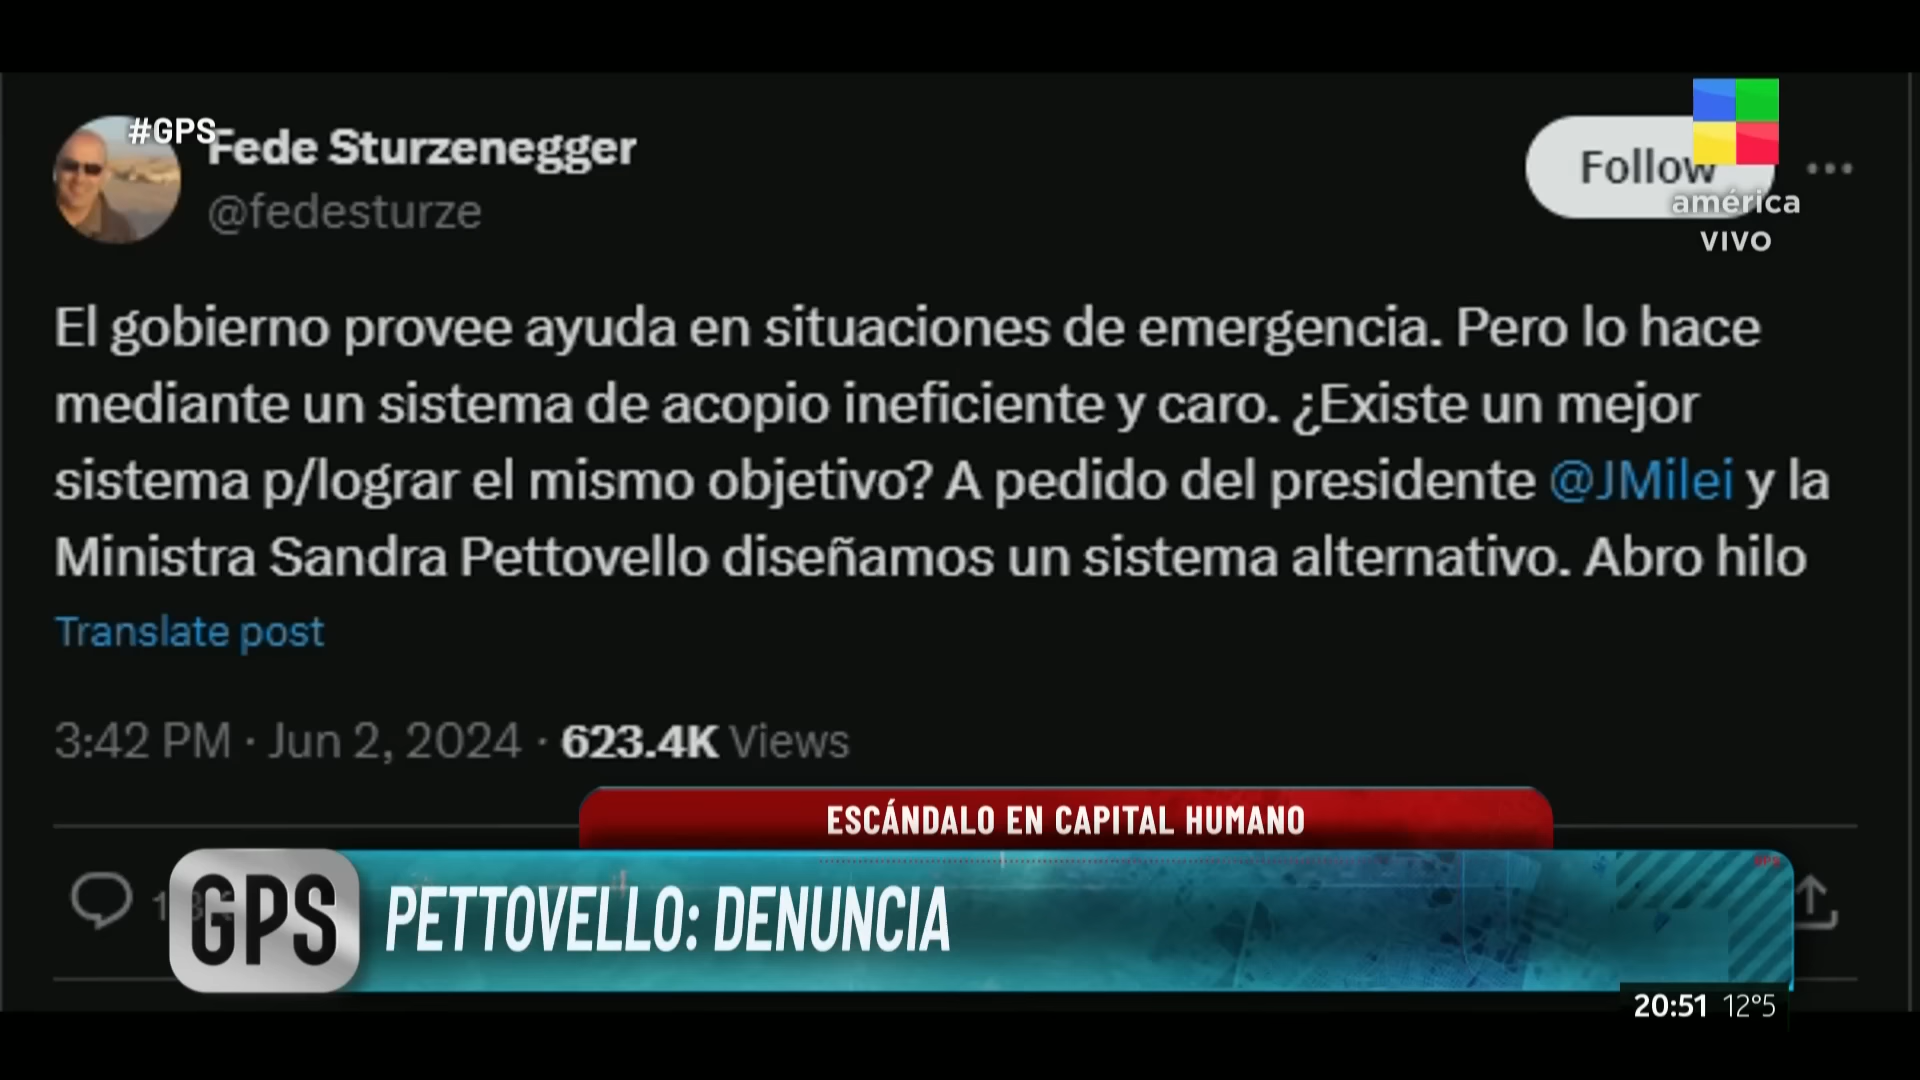 #GPS
Fede Sturzenegger
@fedesturze
Follow
américa
VIVO
El gobierno provee ayuda en situaciones de emergencia. Pero lo hace
mediante un sistema de acopio ineficiente y caro. ¿Existe un mejor
sistema p/lograr el mismo objetivo? A pedido del presidente @JMilei y la
Ministra Sandra Pettovello diseñamos un sistema alternativo. Abro hilo
Translate post
3:42 PM · Jun 2, 2024 · 623.4K Views
ESCÁNDALO EN CAPITAL HUMANO
GPS
PETTOVELLO: DENUNCIA
GPS
20:51 12°5